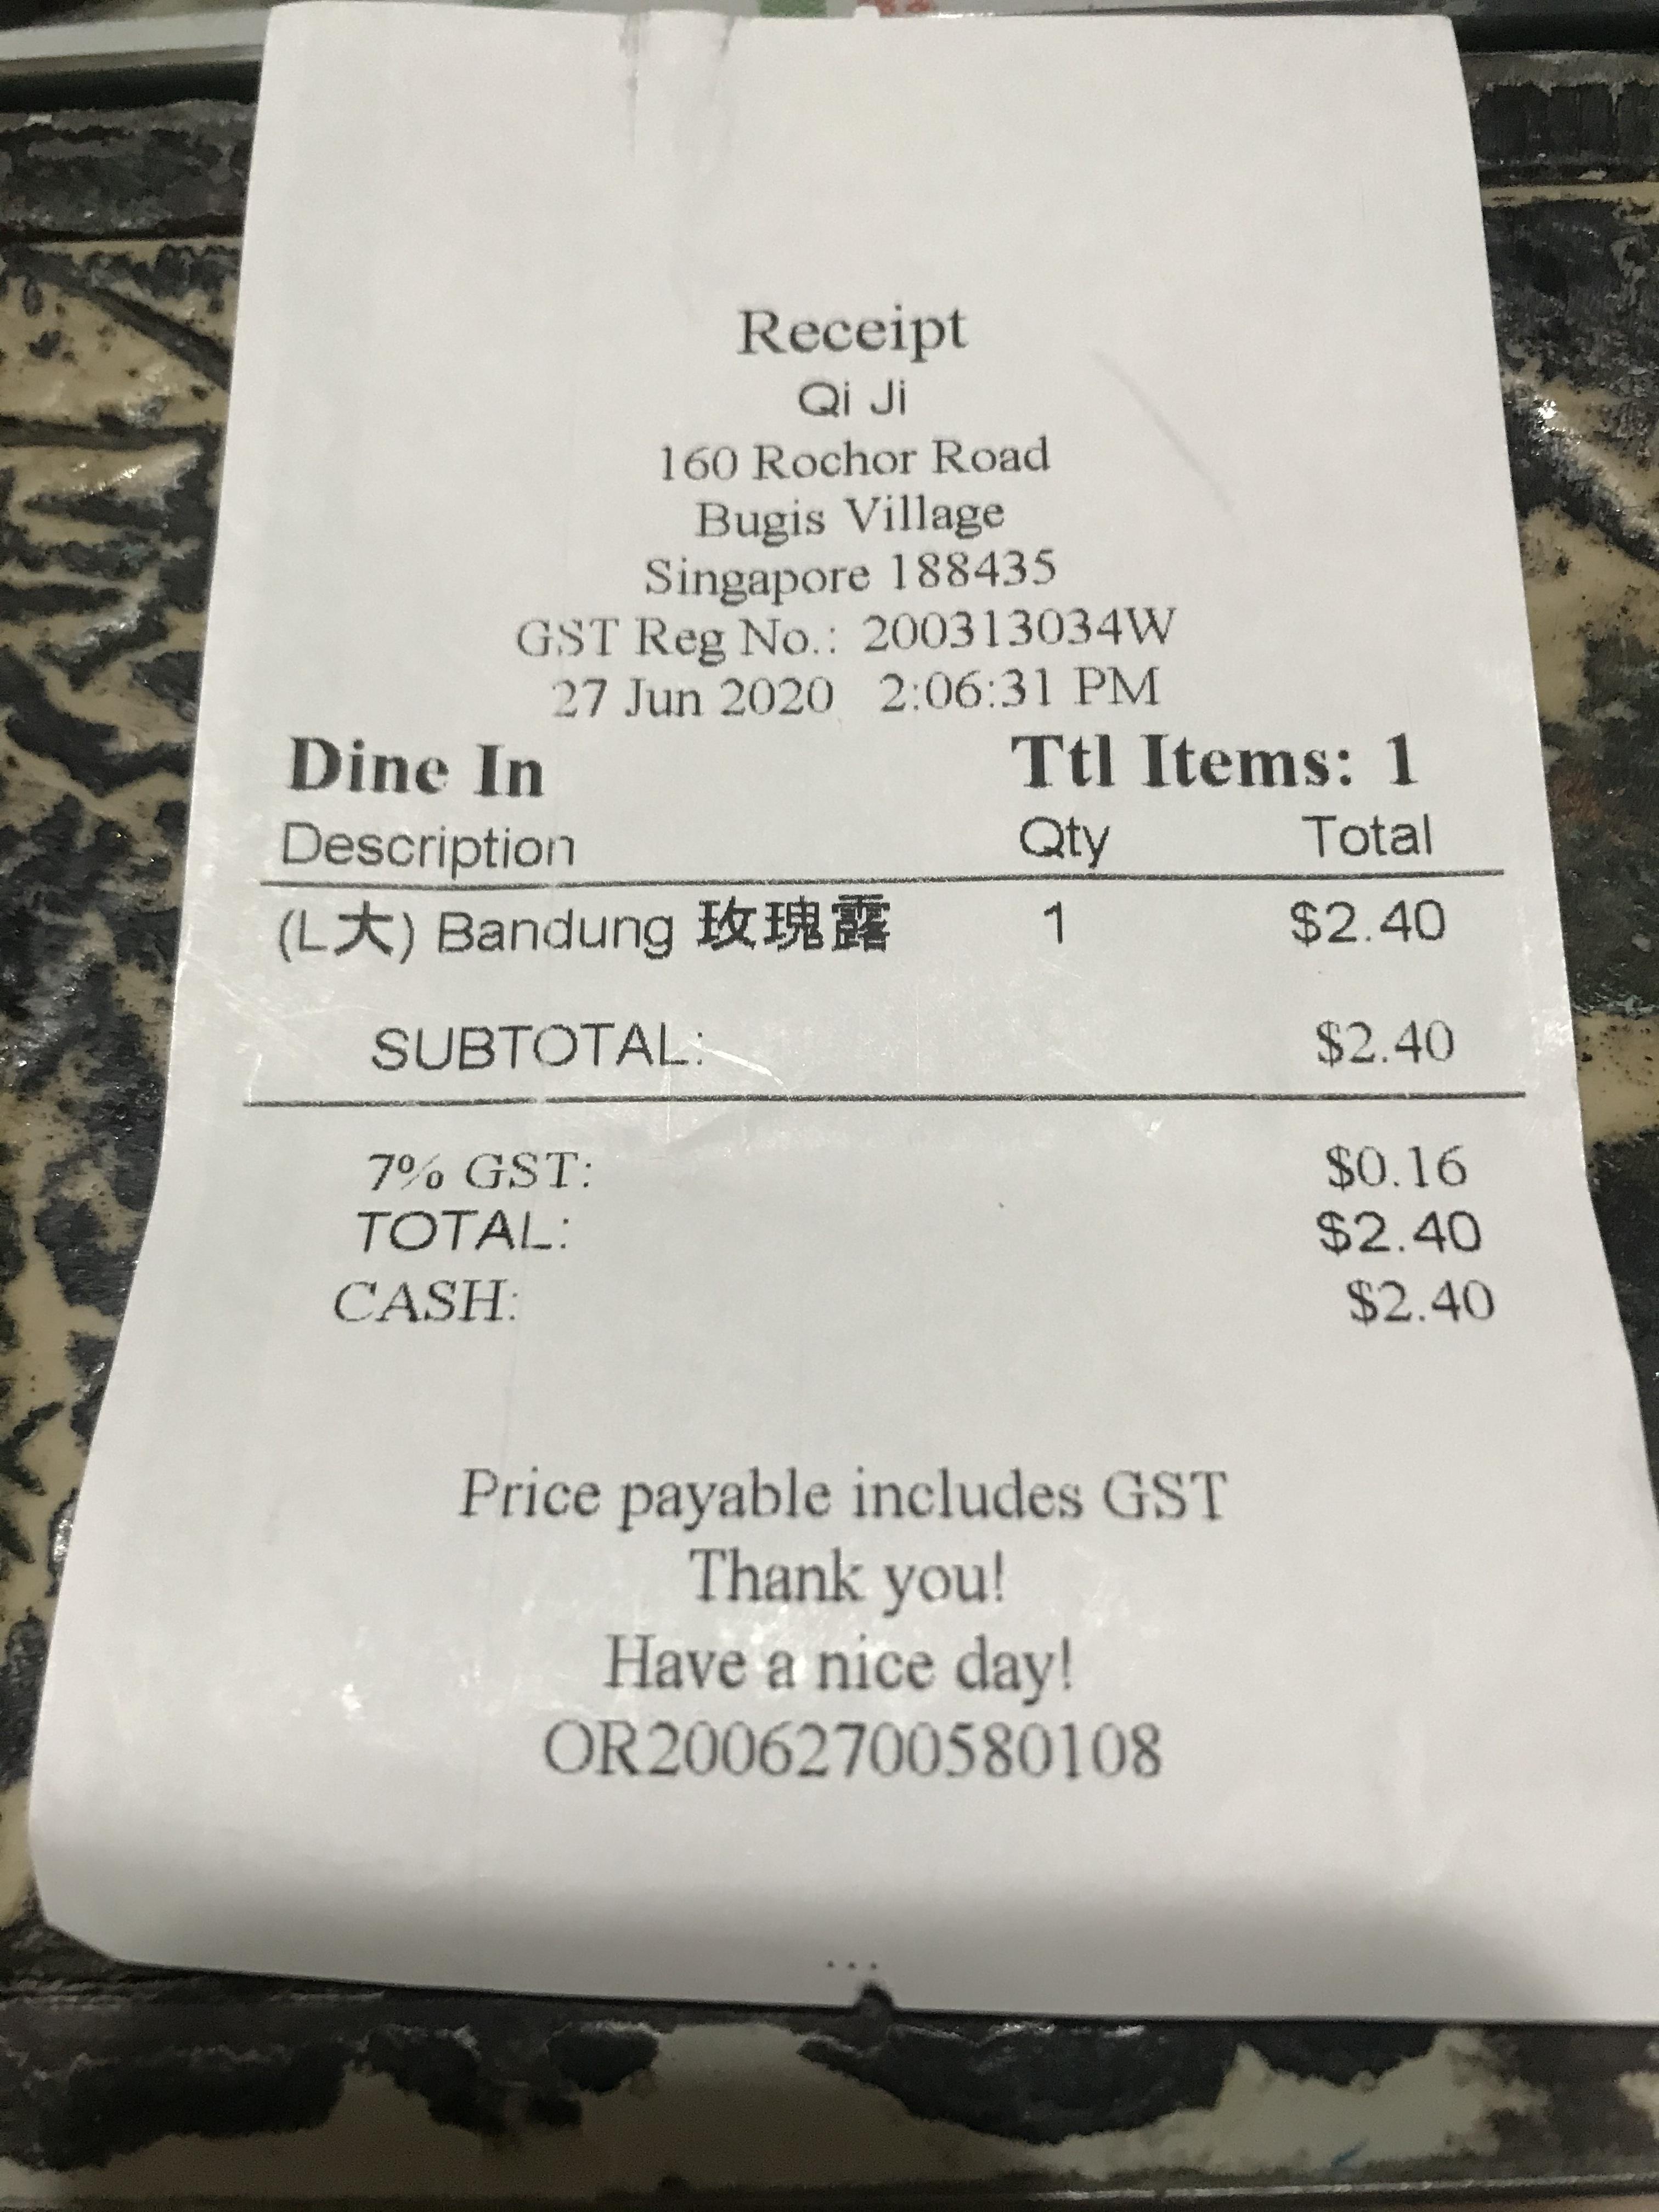 Receipt
Qi Ji
160 Rochor Road
Bugis Village
Singapore 188435
GST Reg No.: 200313034W
27 Jun 2020 2:06:31 PM
Dine In Ttl Items: 1
Description Qty Total
(L大) Bandung 玫瑰露 1 $2.40
SUBTOTAL: $2.40
7% GST: $0.16
TOTAL: $2.40
CASH: $2.40
Price payable includes GST
Thank you!
Have a nice day!
OR20062700580108
...